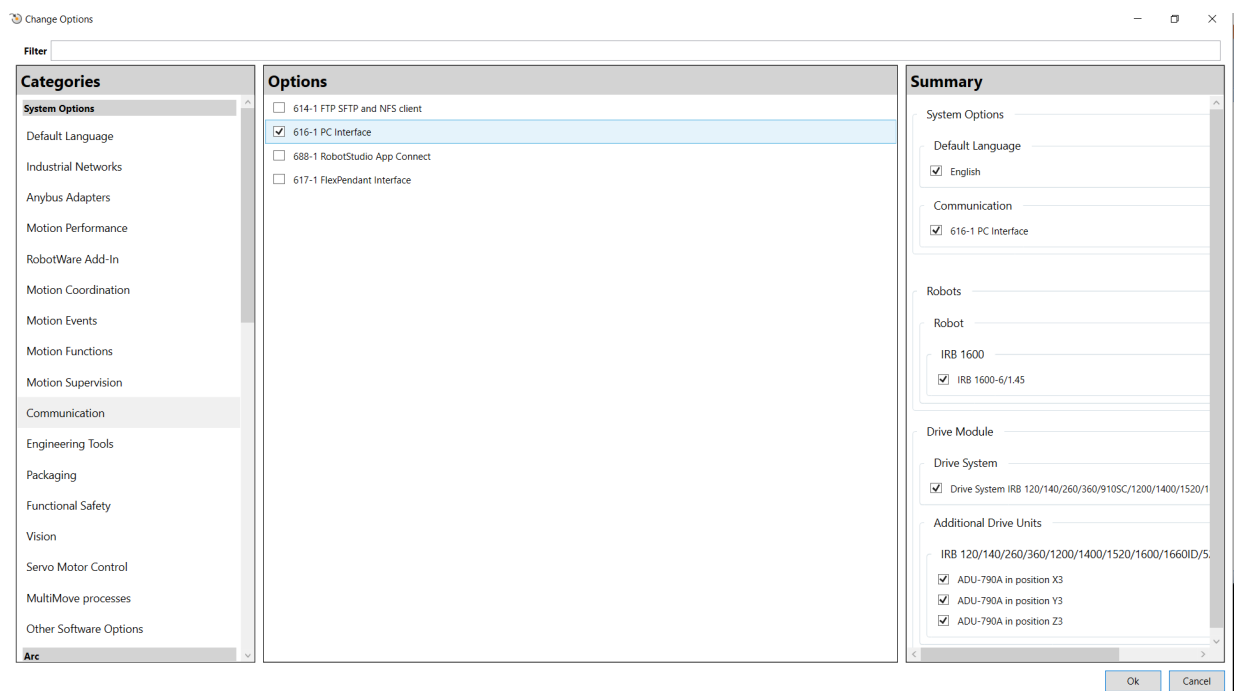 Change Options
Filter
Categories
System Options
Default Language
Industrial Networks
Anybus Adapters
Motion Performance
RobotWare Add-In
Motion Coordination
Motion Events
Motion Functions
Motion Supervision
Communication
Engineering Tools
Packaging
Functional Safety
Vision
Servo Motor Control
MultiMove processes
Other Software Options
Arc
Options
614-1 FTP SFTP and NFS client
616-1 PC Interface
688-1 RobotStudio App Connect
617-1 FlexPendant Interface
Summary
System Options
Default Language
English
Communication
616-1 PC Interface
Robots
Robot
IRB 1600
IRB 1600-6/1.45
Drive Module
Drive System
Drive System IRB 120/140/260/360/910SC/1200/1400/1520/1
Additional Drive Units
IRB 120/140/260/360/1200/1400/1520/1600/1660ID/5.
ADU-790A in position X3
ADU-790A in position Y3
ADU-790A in position Z3
Ok
Cancel